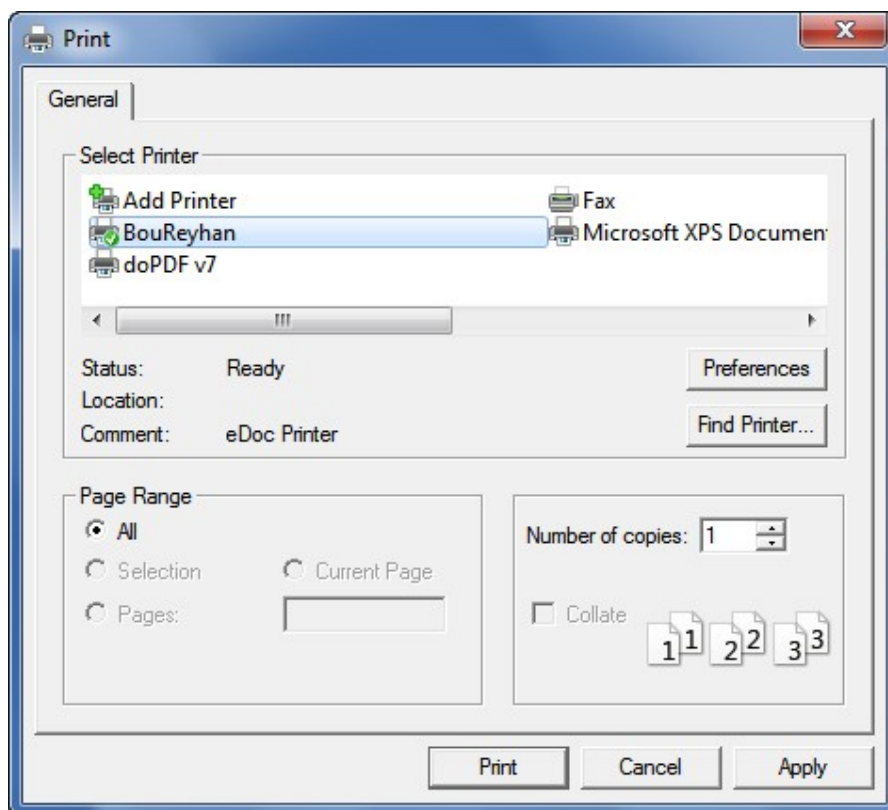 Print
General
Select Printer
Add Printer
Fax
BouReyhan
Microsoft XPS Documen
doPDF v7
Status: Ready
Preferences
Location:
Comment: eDoc Printer
Find Printer...
Page Range
All
Selection
Current Page
Pages:
Number of copies: 1
Collate
1 1 2 2 3 3
Print
Cancel
Apply